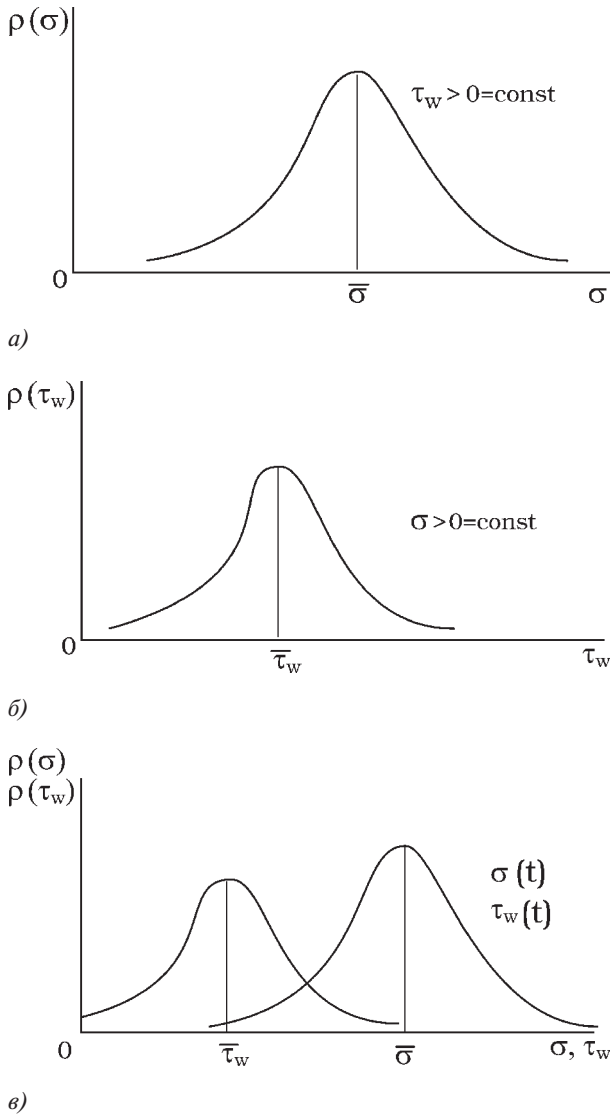 ρ(σ)
τw > 0=const
0
σ̅
σ
а)
ρ(τw)
σ>0=const
0
τ̅w
τw
б)
ρ(σ)
ρ(τw)
σ(t)
τw(t)
0
τ̅w
σ̅
σ, τw
в)